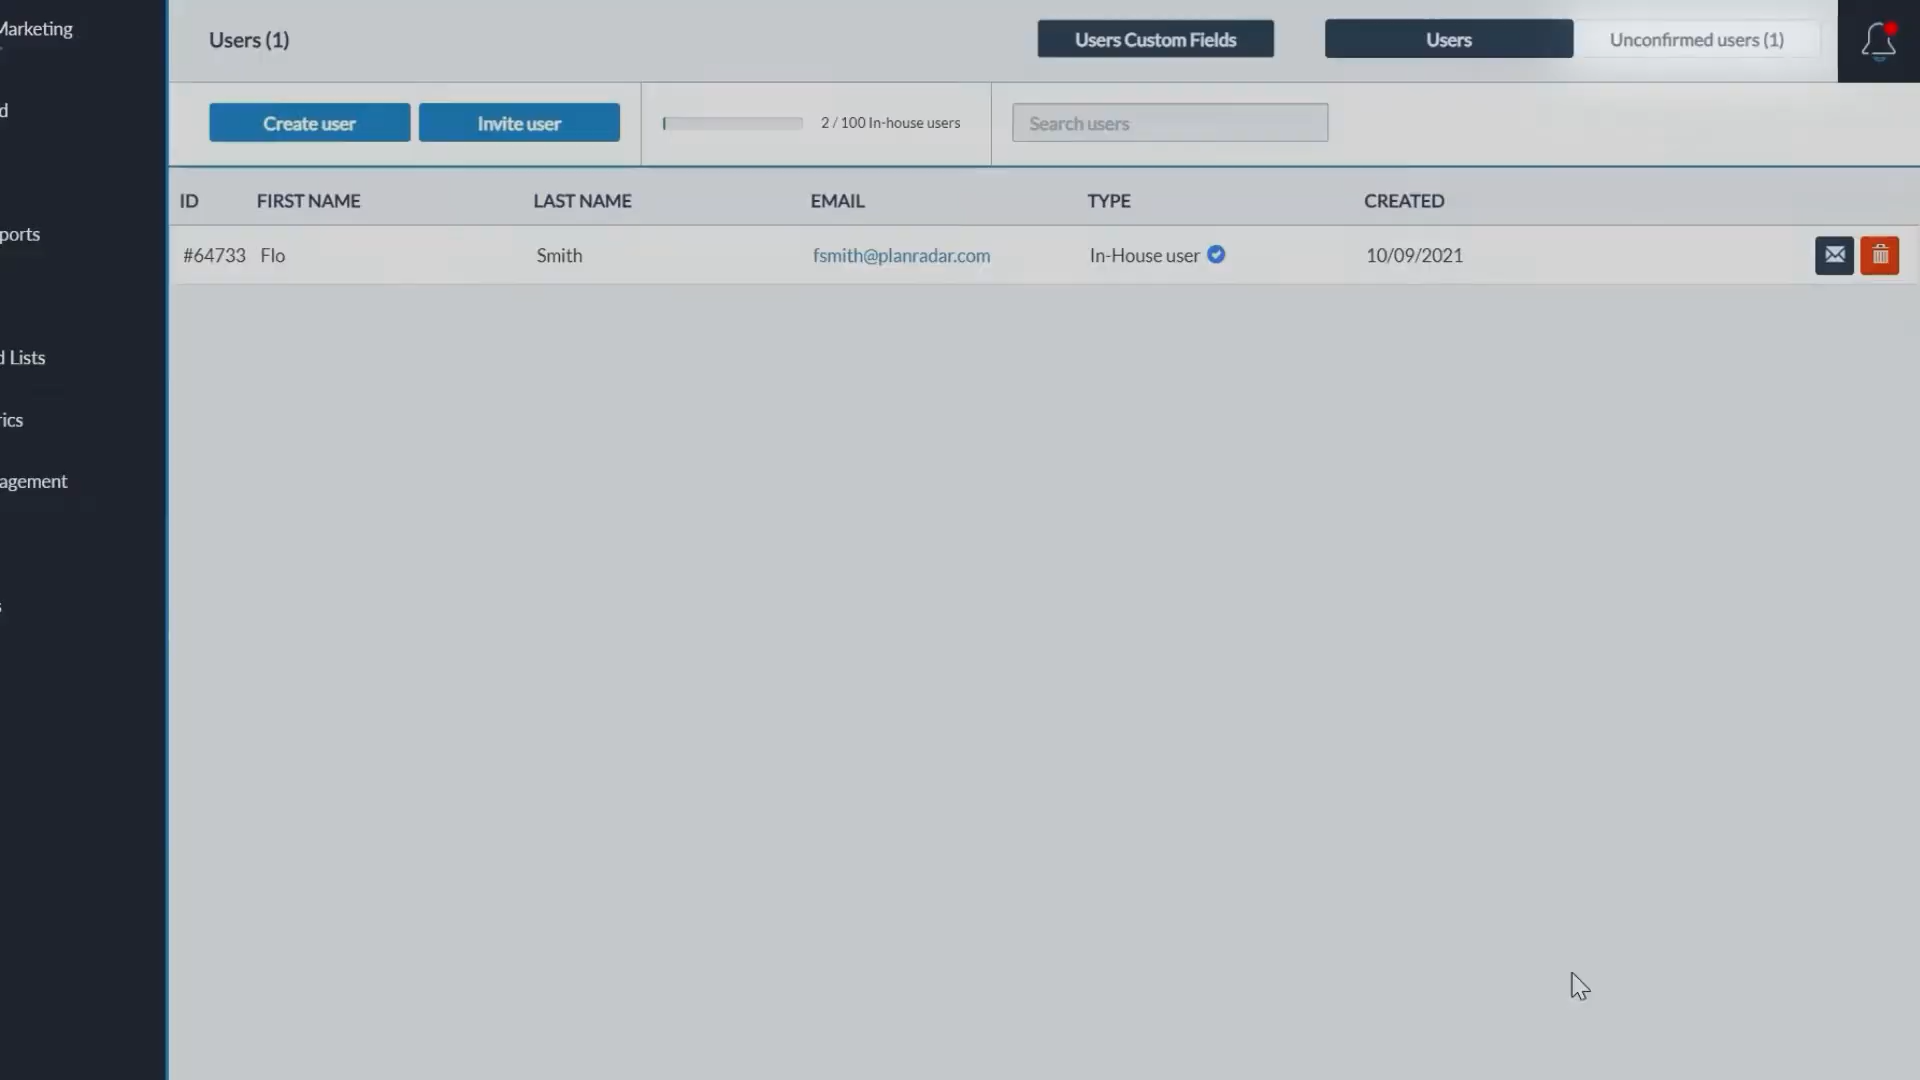 Marketing
Users (1)
Users Custom Fields
Users
Unconfirmed users (1)
Create user
Invite user
2 / 100 In-house users
Search users
ID FIRST NAME LAST NAME EMAIL TYPE CREATED
#64733 Flo Smith fsmith@planradar.com In-House user 10/09/2021
d
ports
d Lists
rics
agement
s